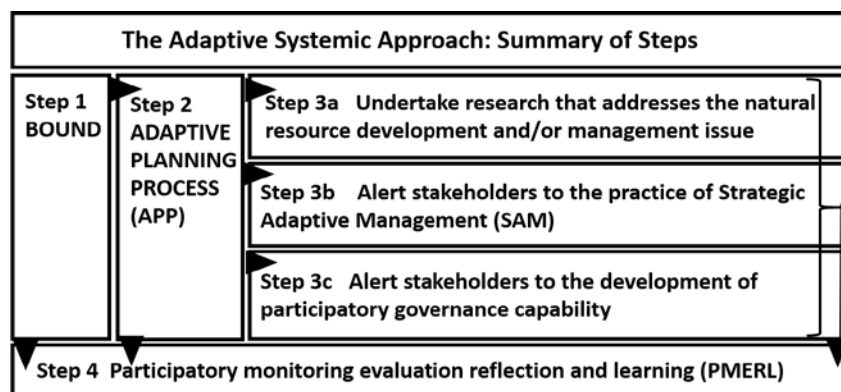 The Adaptive Systemic Approach: Summary of Steps
Step 1
BOUND
Step 2
ADAPTIVE
PLANNING
PROCESS
(APP)
Step 3a Undertake research that addresses the natural
resource development and/or management issue
Step 3b Alert stakeholders to the practice of Strategic
Adaptive Management (SAM)
Step 3c Alert stakeholders to the development of
participatory governance capability
Step 4 Participatory monitoring evaluation reflection and learning (PMERL)